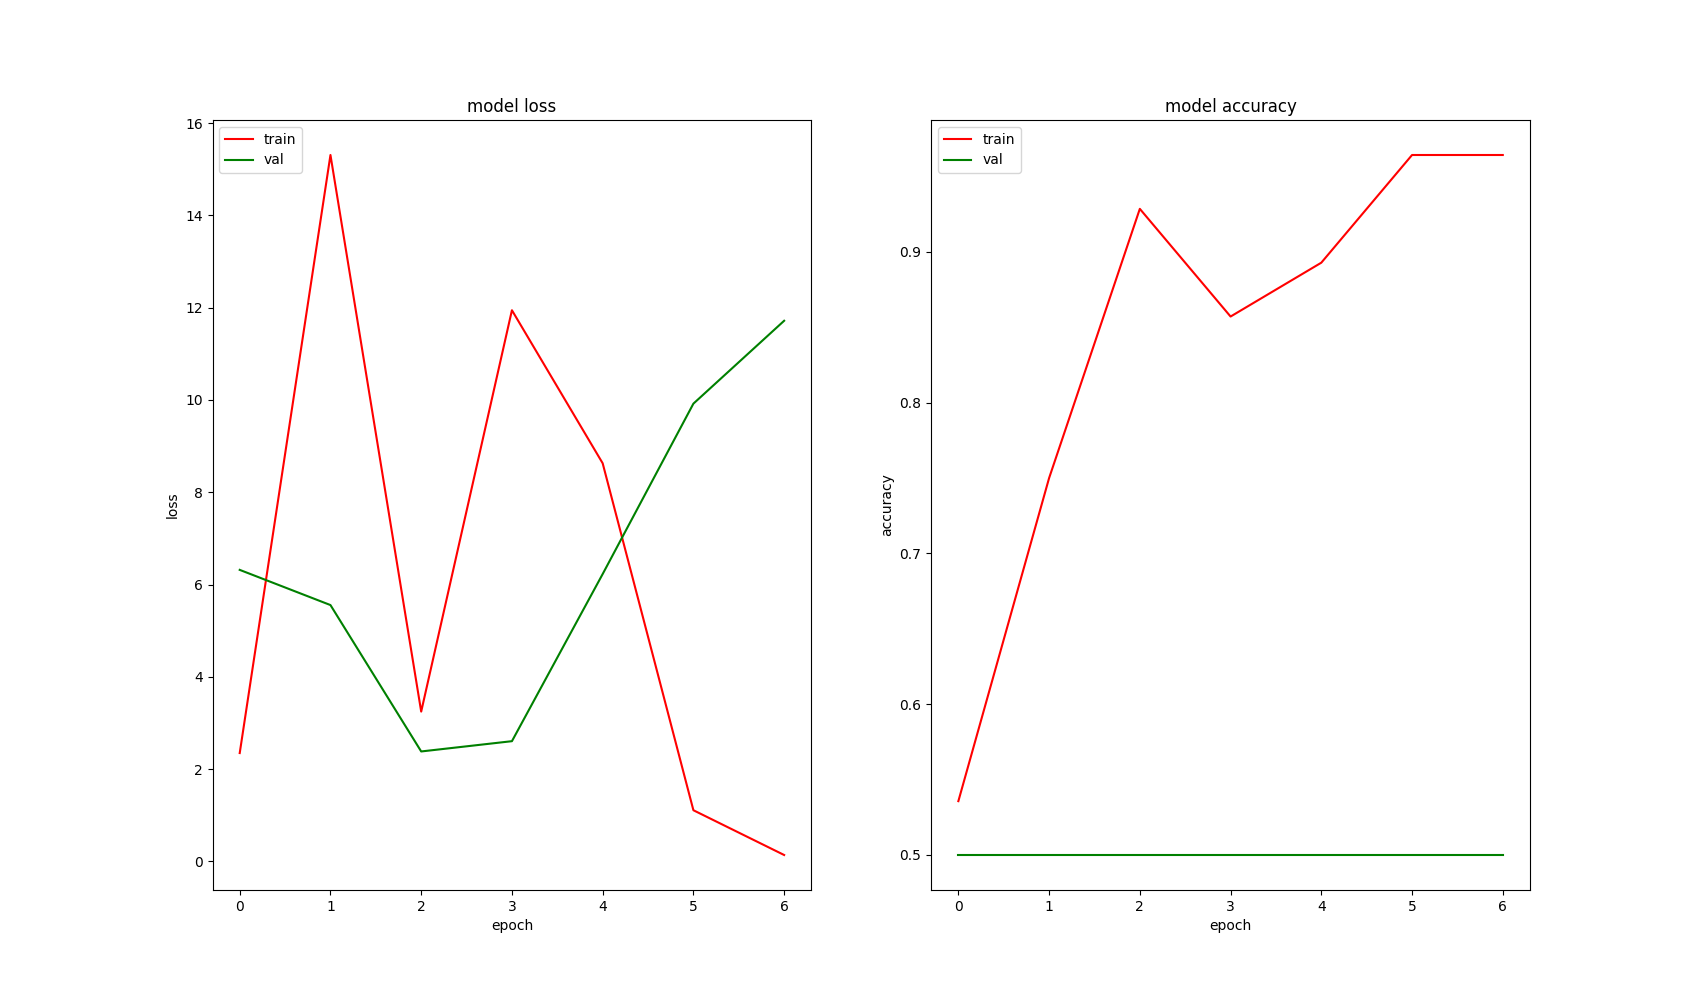 model loss
train
val
16
14
12
10
8
6
4
2
0
loss
0 1 2 3 4 5 6
epoch
model accuracy
train
val
0.9
0.8
0.7
0.6
0.5
accuracy
0 1 2 3 4 5 6
epoch